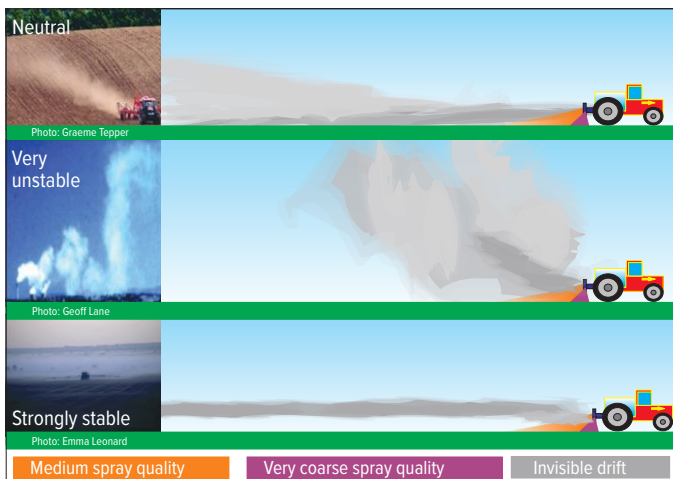 Neutral
Photo: Graeme Tepper
Very
unstable
Photo: Geoff Lane
Strongly stable
Photo: Emma Leonard
Medium spray quality
Very coarse spray quality
Invisible drift